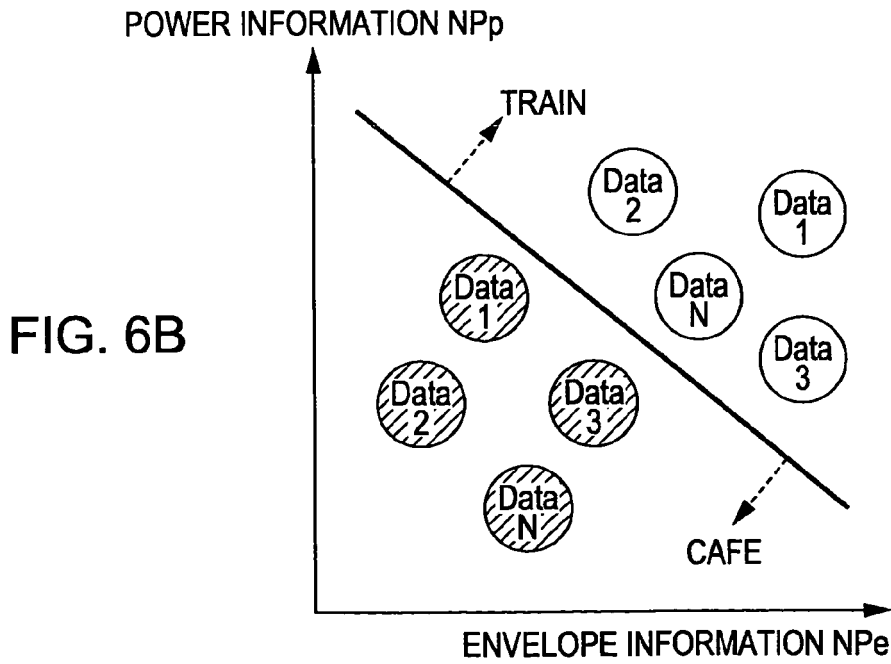 POWER INFORMATION NPp
TRAIN
Data
2
Data
1
Data
1
Data
N
FIG. 6B
Data
3
Data
2
Data
3
Data
N
CAFE
ENVELOPE INFORMATION NPe